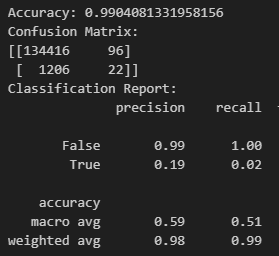 Accuracy: 0.9904081331958156
Confusion Matrix:
[[134416 96]
[ 1206 22]]
Classification Report:
precision recall
False 0.99 1.00
True 0.19 0.02
accuracy
macro avg 0.59 0.51
weighted avg 0.98 0.99